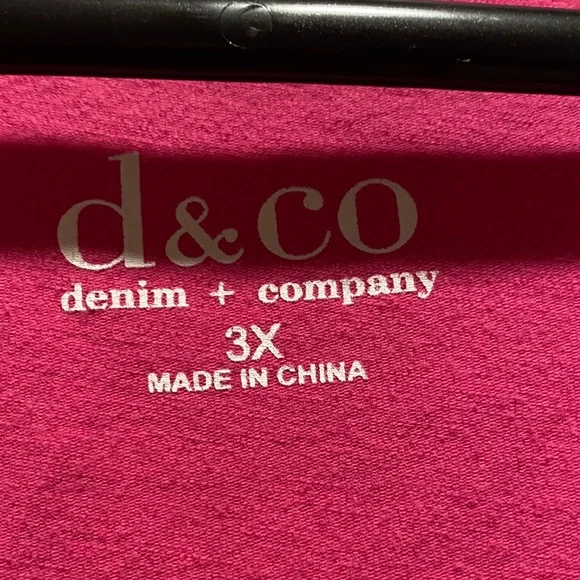 d&co
denim + company
3X
MADE IN CHINA